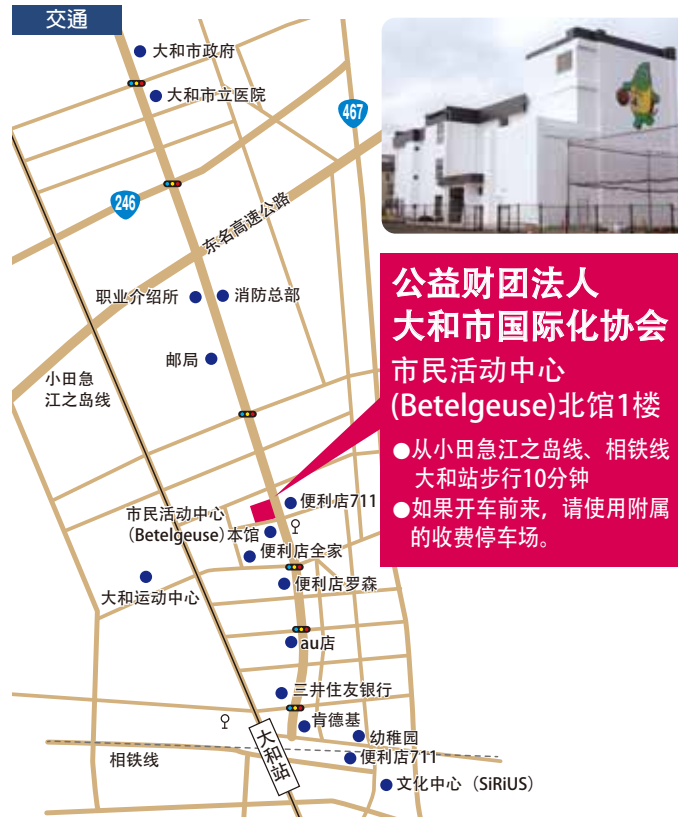 交通
大和市政府
大和市立医院
467
246
东名高速公路
职业介绍所
消防总部
邮局
小田急
江之岛线
公益财团法人
大和市国际化协会
市民活动中心
(Betelgeuse)北馆1楼
●从小田急江之岛线、相铁线
大和站步行10分钟
●如果开车前来，请使用附属
的收费停车场。
便利店711
市民活动中心
（Betelgeuse）本馆
便利店全家
大和运动中心
便利店罗森
au店
三井住友银行
肯德基
幼稚园
大和站
相铁线
便利店711
文化中心（SiRiUS）